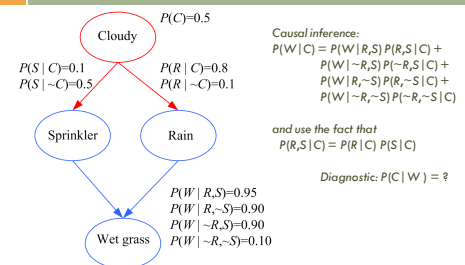 P(C)=0.5
Cloudy
P(S | C)=0.1
P(S | ~C)=0.5
P(R | C)=0.8
P(R | ~C)=0.1
Sprinkler
Rain
P(W | R,S)=0.95
P(W | R,~S)=0.90
P(W | ~R,S)=0.90
P(W | ~R,~S)=0.10
Wet grass
Causal inference:
P(W|C) = P(W|R,S) P(R,S|C) +
P(W|~R,S) P(~R,S|C) +
P(W|R,~S) P(R,~S|C) +
P(W|~R,~S) P(~R,~S|C)
and use the fact that
P(R,S|C) = P(R|C) P(S|C)
Diagnostic: P(C|W ) = ?